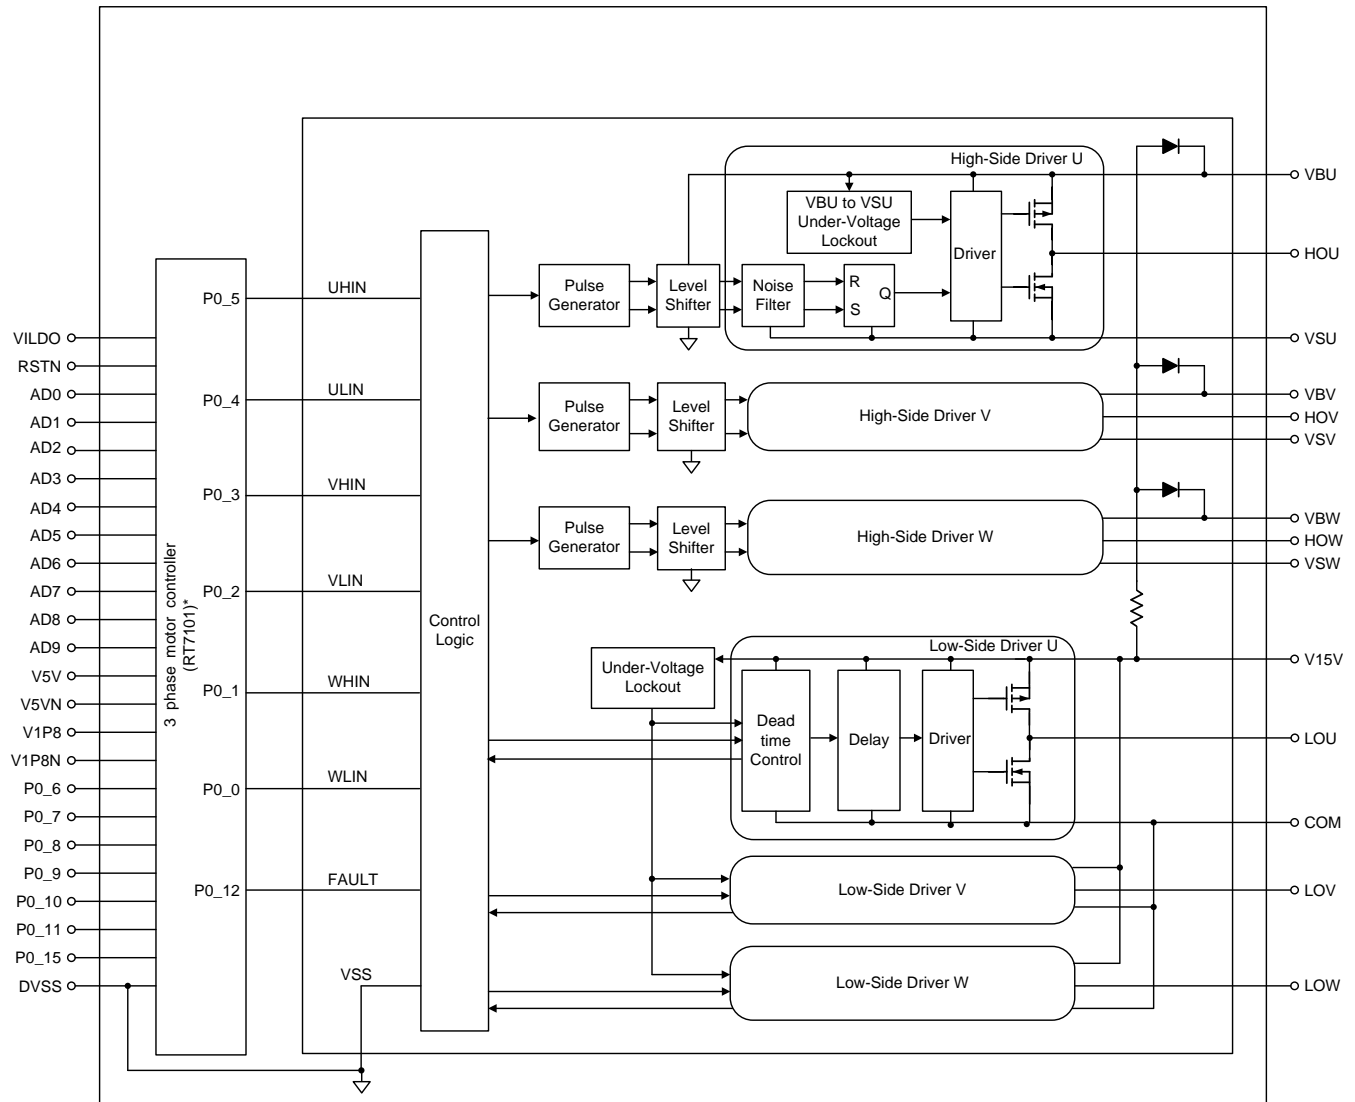 VILDO
RSTN
AD0
AD1
AD2
AD3
AD4
AD5
AD6
AD7
AD8
AD9
V5V
V5VN
V1P8
V1P8N
P0_6
P0_7
P0_8
P0_9
P0_10
P0_11
P0_15
DVSS
3 phase motor controller
(RT7101)*
P0_5
P0_4
P0_3
P0_2
P0_1
P0_0
P0_12
UHIN
ULIN
VHIN
VLIN
WHIN
WLIN
FAULT
VSS
Control
Logic
Pulse
Generator
Level
Shifter
High-Side Driver U
VBU to VSU
Under-Voltage
Lockout
Noise
Filter
R
S
Q
Driver
Pulse
Generator
Level
Shifter
High-Side Driver V
Pulse
Generator
Level
Shifter
High-Side Driver W
Under-Voltage
Lockout
Low-Side Driver U
Dead
time
Control
Delay
Driver
Low-Side Driver V
Low-Side Driver W
VBU
HOU
VSU
VBV
HOV
VSV
VBW
HOW
VSW
V15V
LOU
COM
LOV
LOW